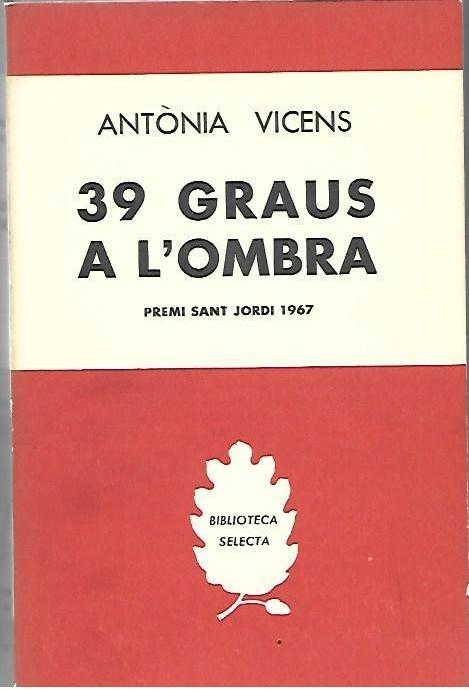 ANTÒNIA VICENS
39 GRAUS
A L'OMBRA
PREMI SANT JORDI 1967
BIBLIOTECA
SELECTA